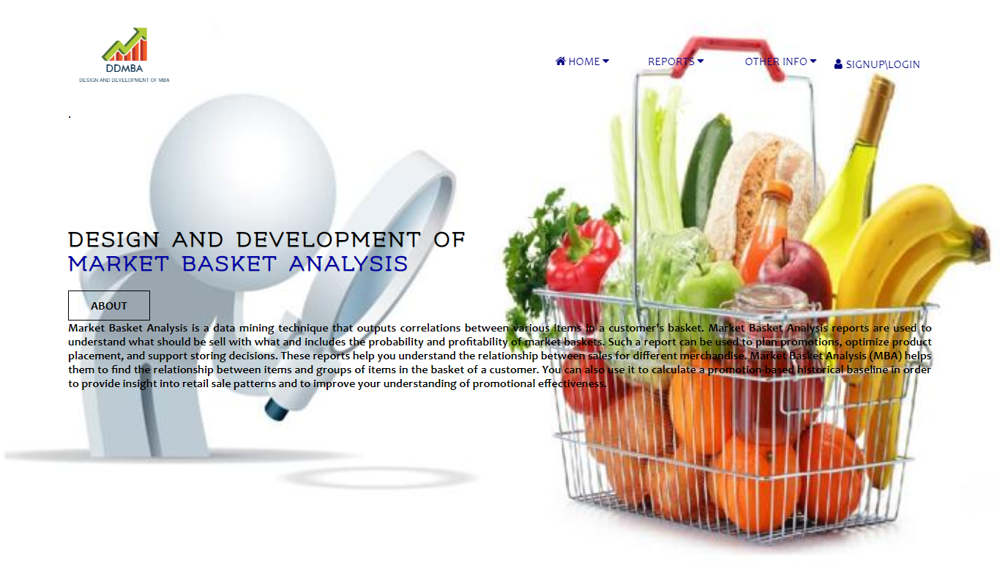 DDMBA
DESIGN AND DEVELOPMENT OF MBA
HOME
REPORTS
OTHER INFO
SIGNUP\LOGIN
.
DESIGN AND DEVELOPMENT OF
MARKET BASKET ANALYSIS
ABOUT
Market Basket Analysis is a data mining technique that outputs correlations between various items in a customer's basket. Market Basket Analysis reports are used to
understand what should be sell with what and includes the probability and profitability of market baskets. Such a report can be used to plan promotions, optimize product
placement, and support storing decisions. These reports help you understand the relationship between sales for different merchandise. Market Basket Analysis (MBA) helps
them to find the relationship between items and groups of items in the basket of a customer. You can also use it to calculate a promotion-based historical baseline in order
to provide insight into retail sale patterns and to improve your understanding of promotional effectiveness.